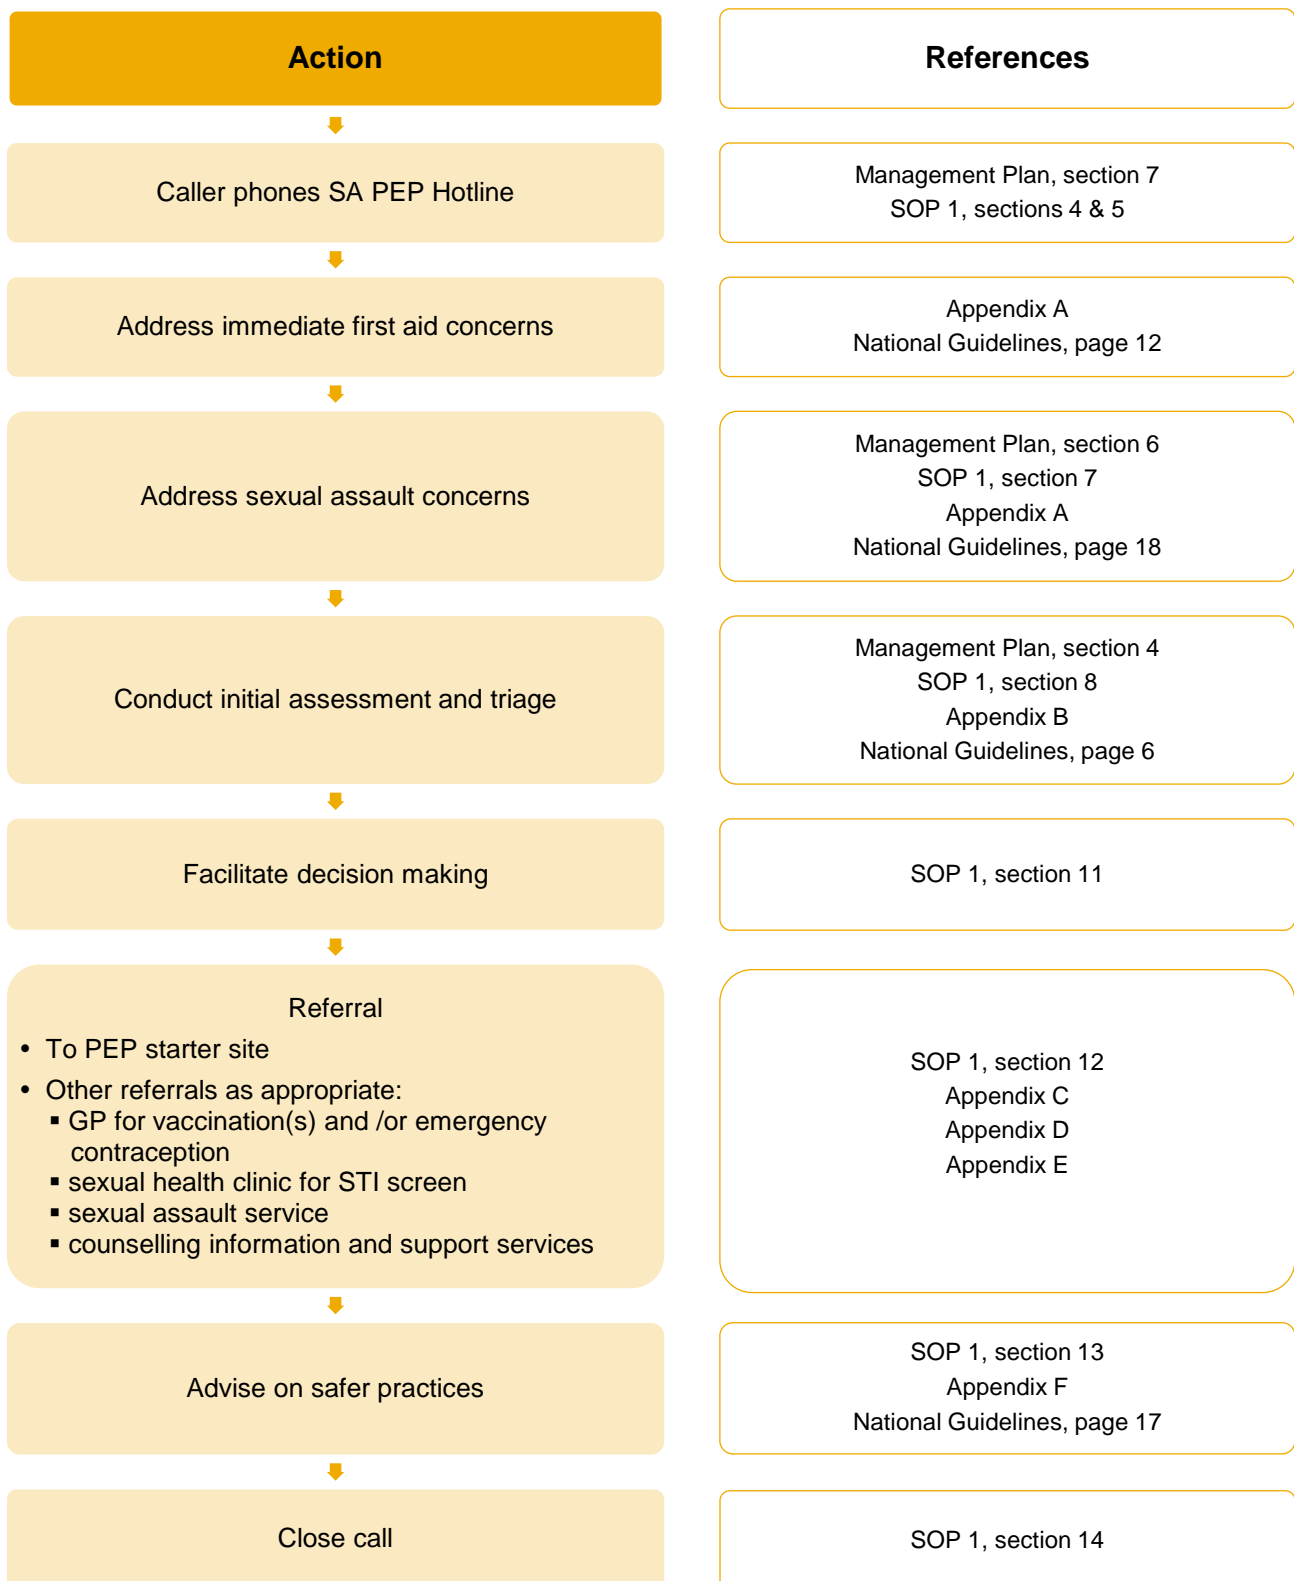 Action
References
Caller phones SA PEP Hotline
Management Plan, section 7
SOP 1, sections 4 & 5
Address immediate first aid concerns
Appendix A
National Guidelines, page 12
Address sexual assault concerns
Management Plan, section 6
SOP 1, section 7
Appendix A
National Guidelines, page 18
Conduct initial assessment and triage
Management Plan, section 4
SOP 1, section 8
Appendix B
National Guidelines, page 6
Facilitate decision making
SOP 1, section 11
Referral
• To PEP starter site
• Other referrals as appropriate:
▪ GP for vaccination(s) and /or emergency
contraception
▪ sexual health clinic for STI screen
▪ sexual assault service
▪ counselling information and support services
SOP 1, section 12
Appendix C
Appendix D
Appendix E
Advise on safer practices
SOP 1, section 13
Appendix F
National Guidelines, page 17
Close call
SOP 1, section 14